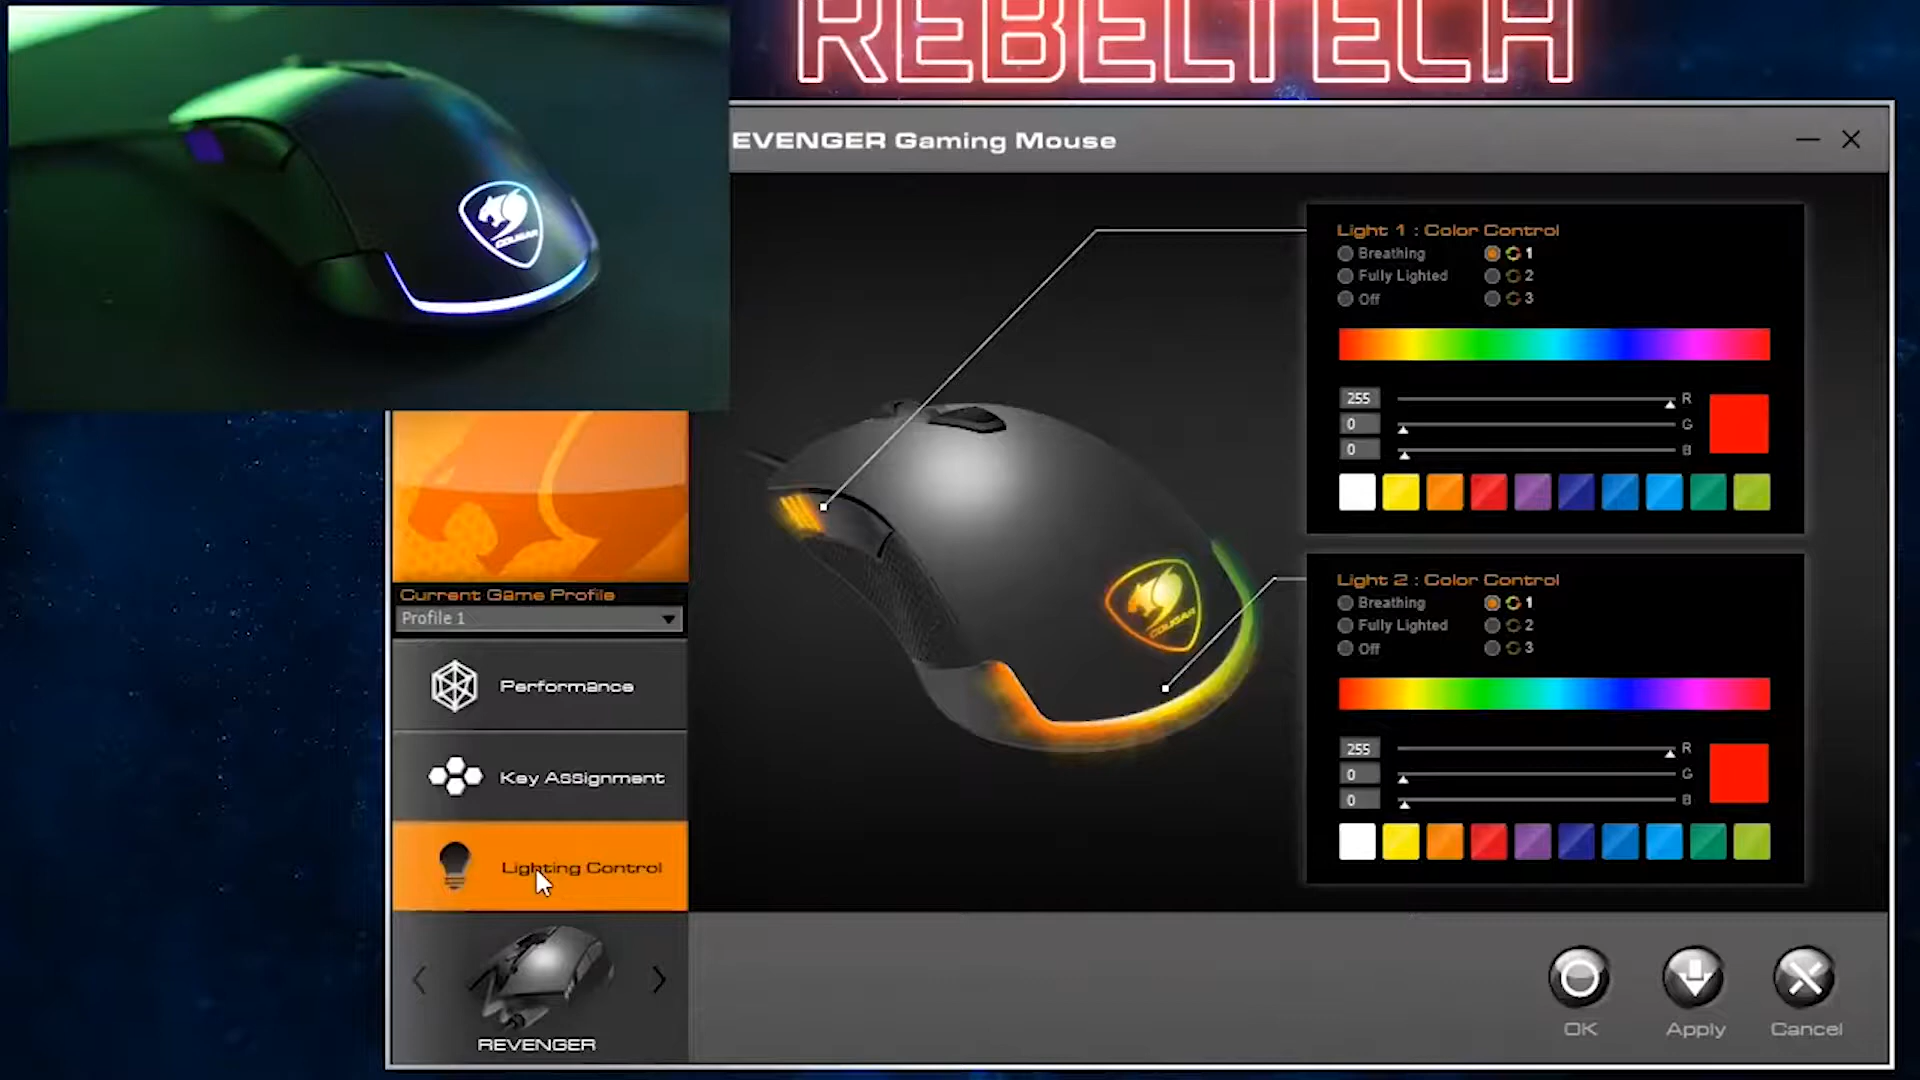 REBELTECH
COUGAR
EVENGER Gaming Mouse
Light 1 : Color Control
Breathing 1
Fully Lighted 2
Off 3
255 R
0 G
0 B
COUGAR
Current Game Profile
Profile 1
Light 2 : Color Control
Breathing 1
Fully Lighted 2
Off 3
Performance
255 R
0 G
0 B
Key Assignment
Lighting Control
REVENGER
OK Apply Cancel